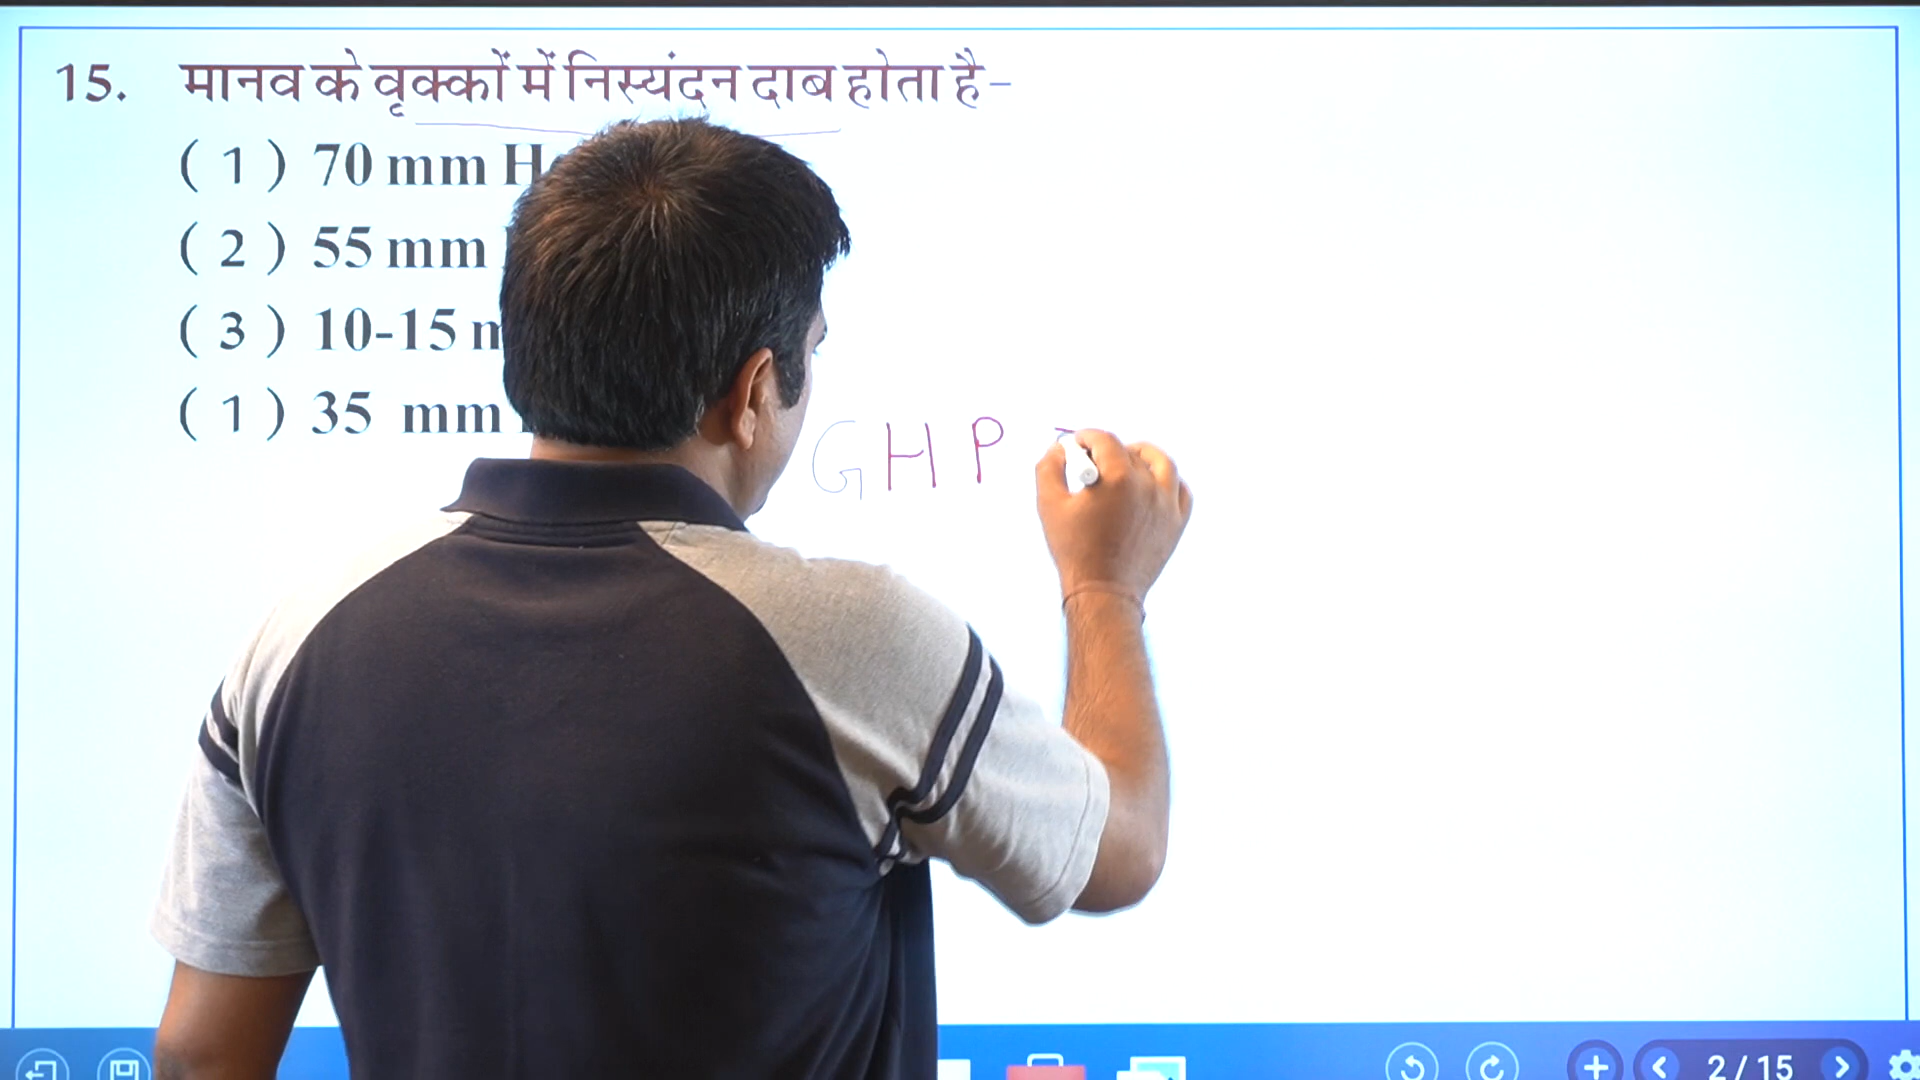 15. मानव के वृक्कों में निस्यंदन दाब होता है-
( 1 ) 70 mm
( 2 ) 55 mm
( 3 ) 10-15
( 1 ) 35 mm
GHP
2 / 15